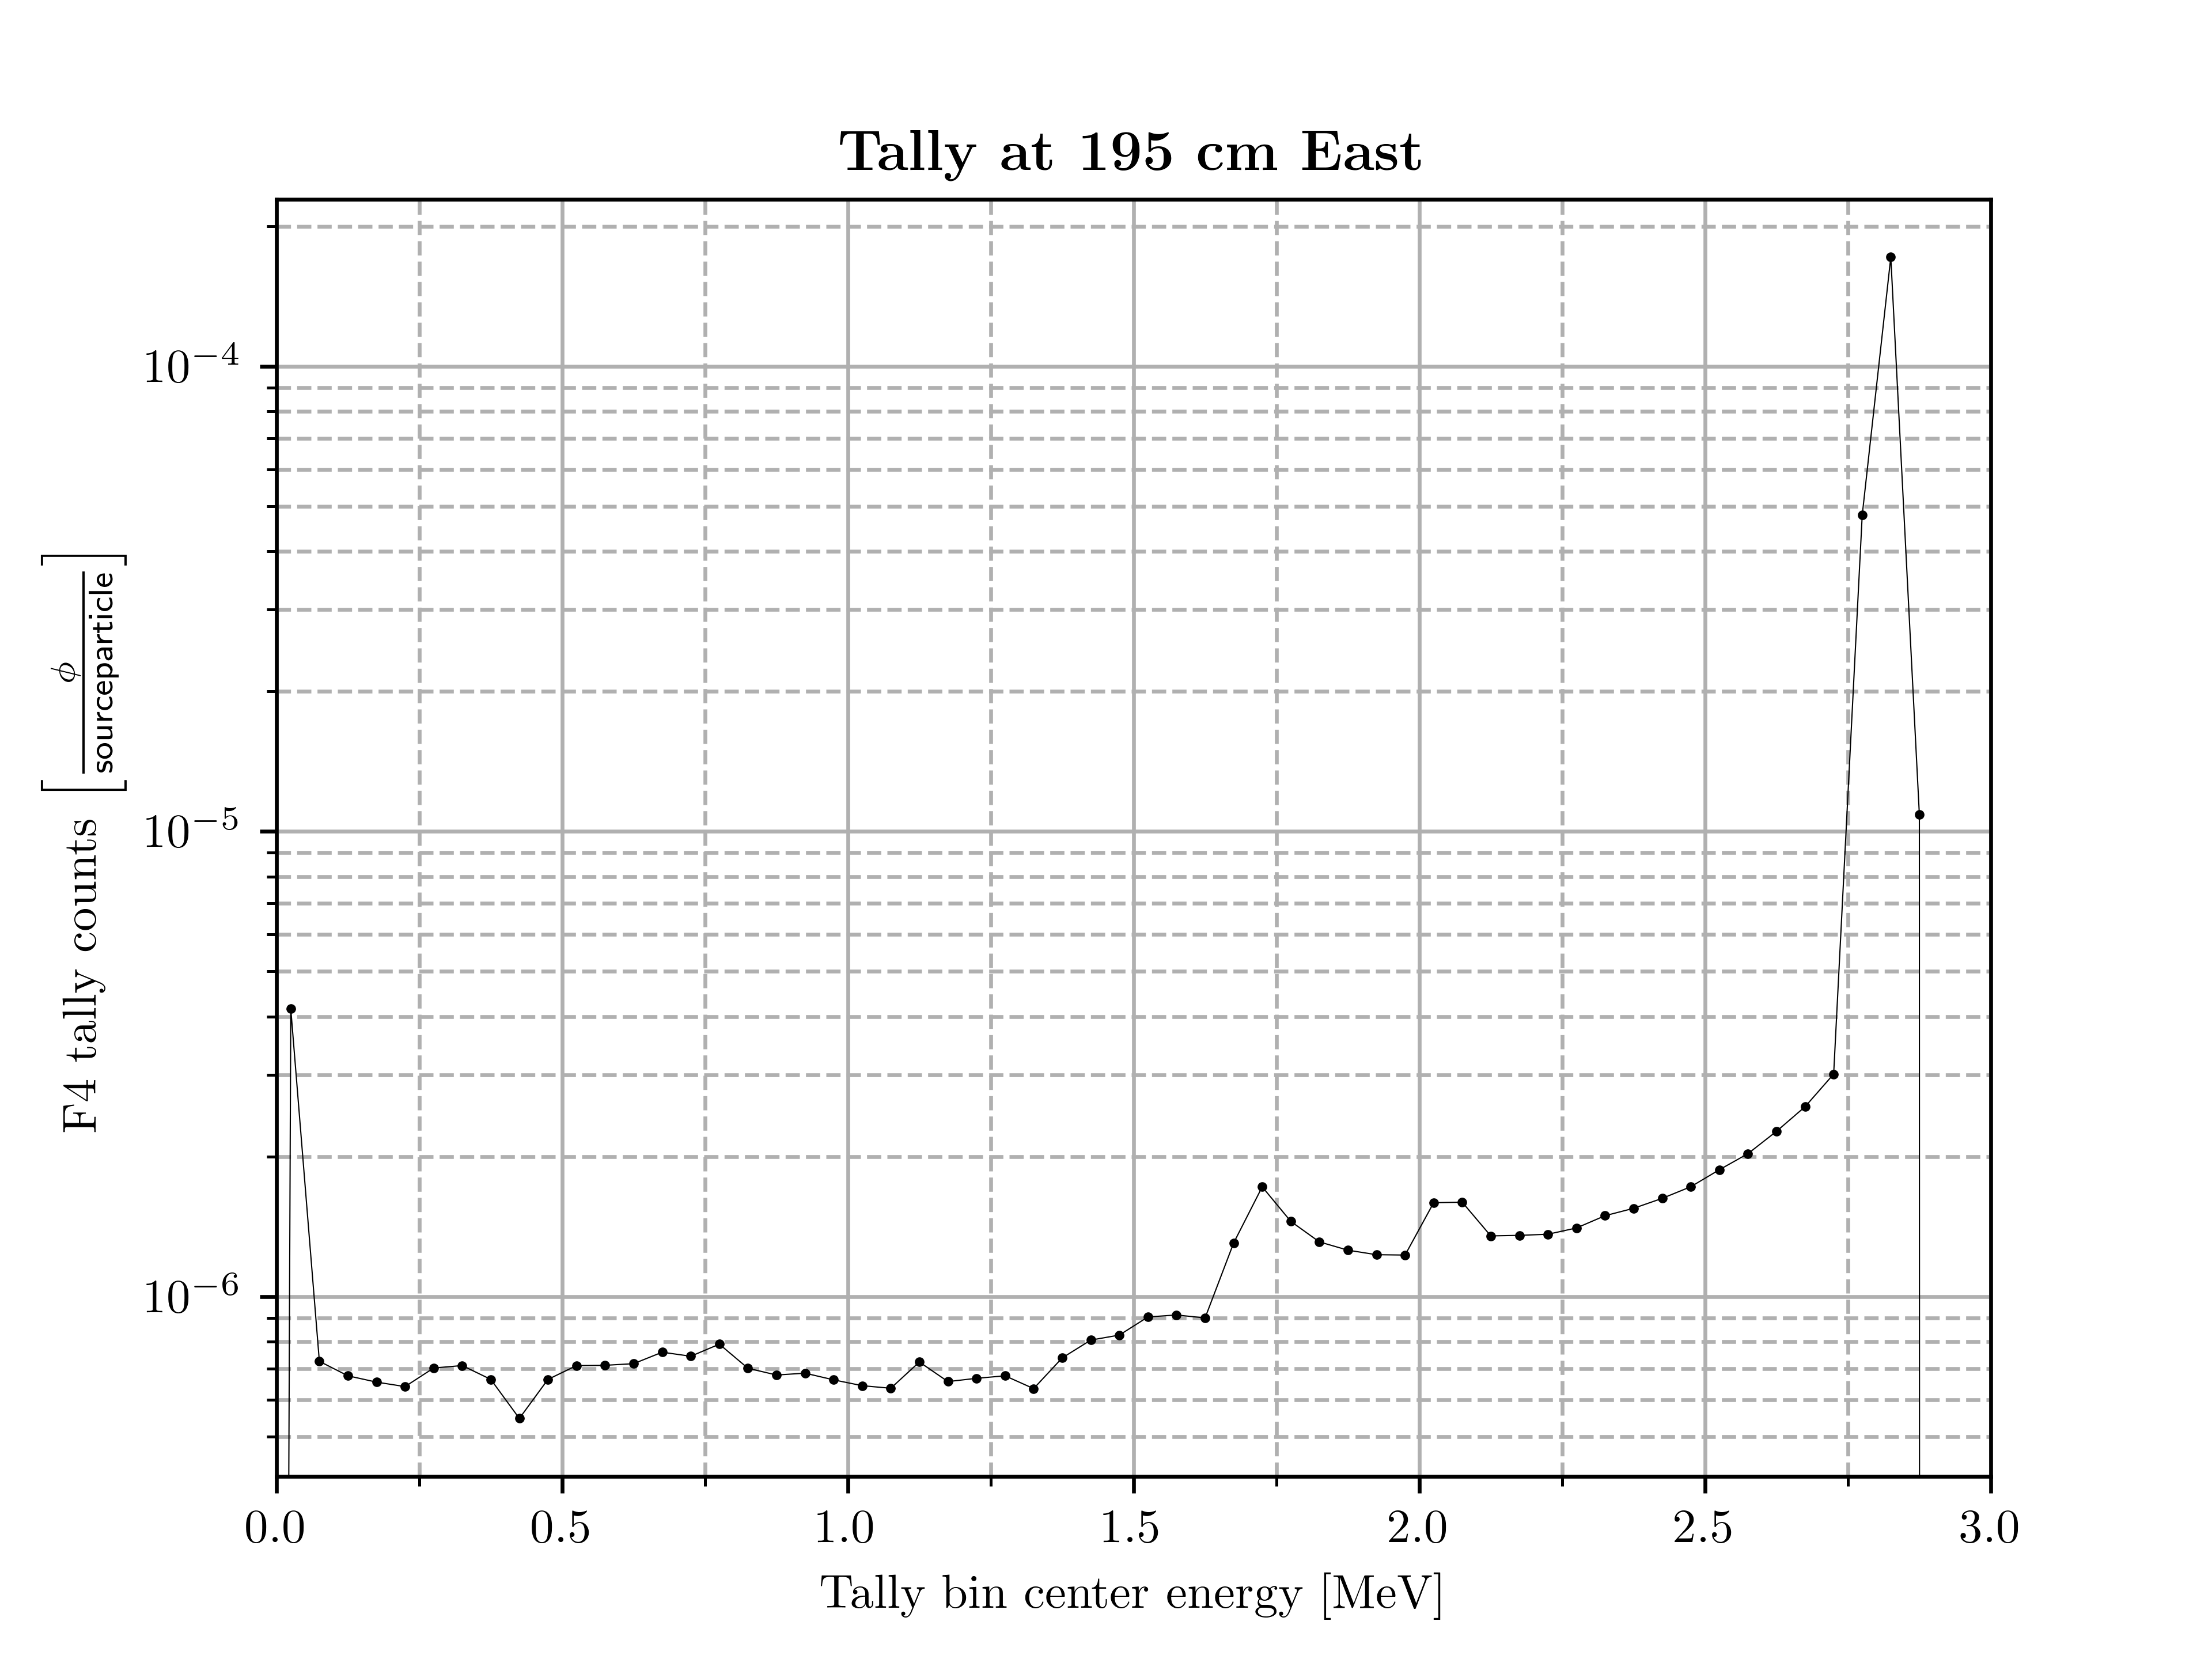 Tally at 195 cm East
F4 tally counts [ϕ/sourceparticle]
10⁻⁴
10⁻⁵
10⁻⁶
0.0 0.5 1.0 1.5 2.0 2.5 3.0
Tally bin center energy [MeV]